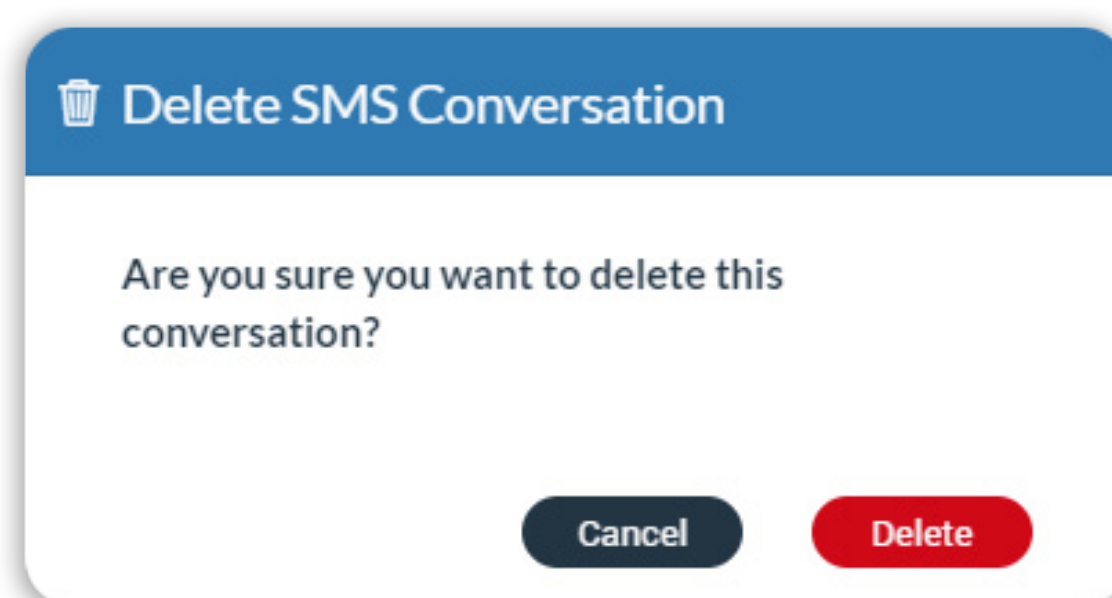 Delete SMS Conversation
Are you sure you want to delete this
conversation?
Cancel Delete